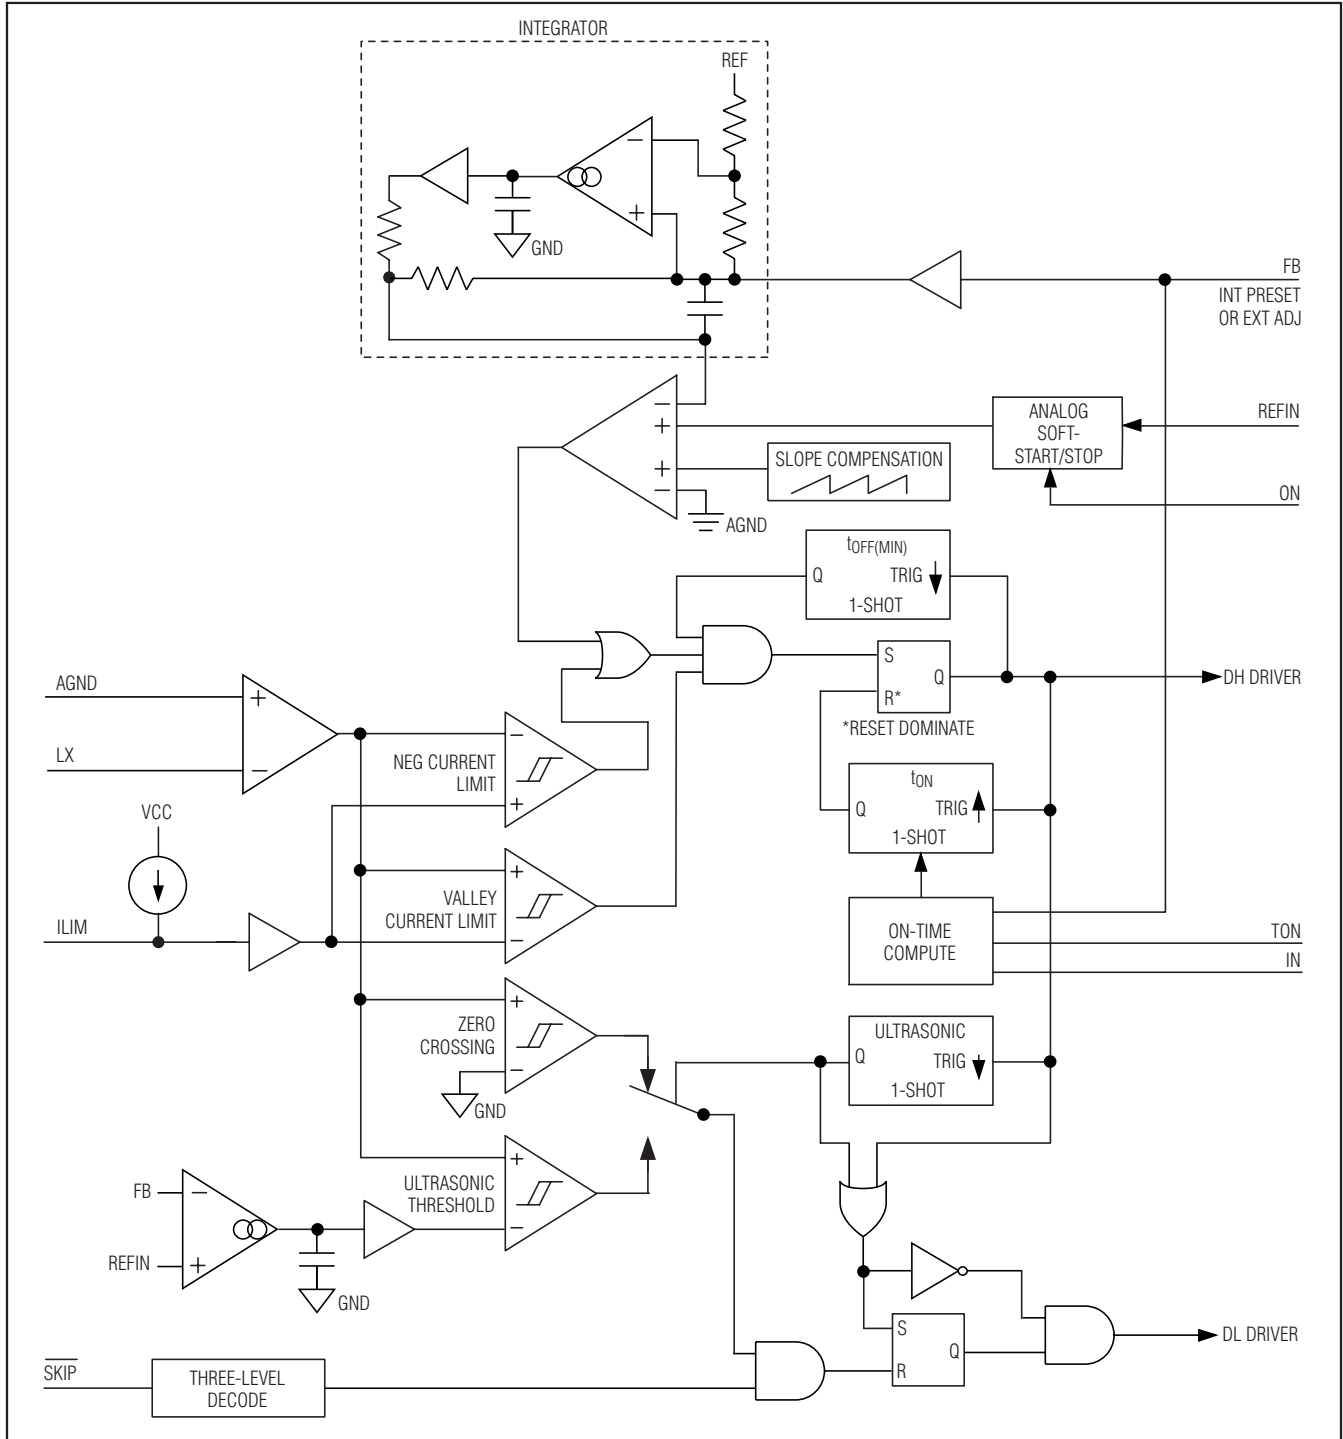 INTEGRATOR
REF
−
+
GND
FB
INT PRESET
OR EXT ADJ
−
+
+
−
AGND
SLOPE COMPENSATION
ANALOG
SOFT-
START/STOP
REFIN
ON
tOFF(MIN)
Q
TRIG
1-SHOT
S
Q
R*
*RESET DOMINATE
DH DRIVER
AGND
+
LX
−
NEG CURRENT
LIMIT
−
+
tON
Q
TRIG
1-SHOT
VCC
ILIM
VALLEY
CURRENT LIMIT
+
−
ON-TIME
COMPUTE
TON
IN
ZERO
CROSSING
+
−
GND
ULTRASONIC
Q
TRIG
1-SHOT
ULTRASONIC
THRESHOLD
+
−
FB
−
REFIN
+
GND
S
Q
R
DL DRIVER
SKIP
THREE-LEVEL
DECODE